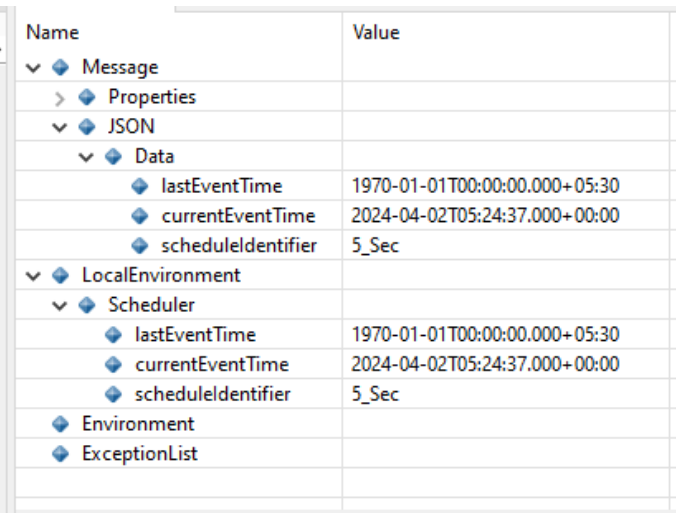 Name Value
Message
Properties
JSON
Data
lastEventTime 1970-01-01T00:00:00.000+05:30
currentEventTime 2024-04-02T05:24:37.000+00:00
scheduleIdentifier 5_Sec
LocalEnvironment
Scheduler
lastEventTime 1970-01-01T00:00:00.000+05:30
currentEventTime 2024-04-02T05:24:37.000+00:00
scheduleIdentifier 5_Sec
Environment
ExceptionList